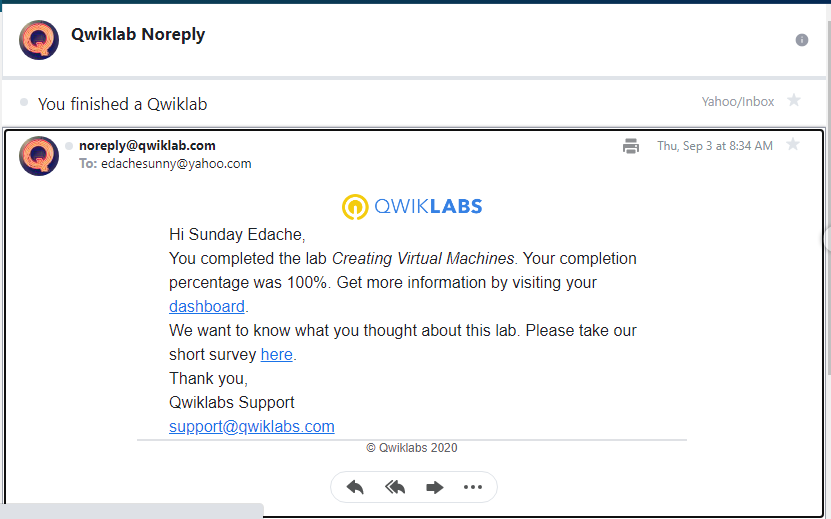 Qwiklab Noreply
You finished a Qwiklab
Yahoo/Inbox
noreply@qwiklab.com
Thu, Sep 3 at 8:34 AM
To: edachesunny@yahoo.com
QWIKLABS
Hi Sunday Edache,
You completed the lab Creating Virtual Machines. Your completion
percentage was 100%. Get more information by visiting your
dashboard.
We want to know what you thought about this lab. Please take our
short survey here.
Thank you,
Qwiklabs Support
support@qwiklabs.com
© Qwiklabs 2020